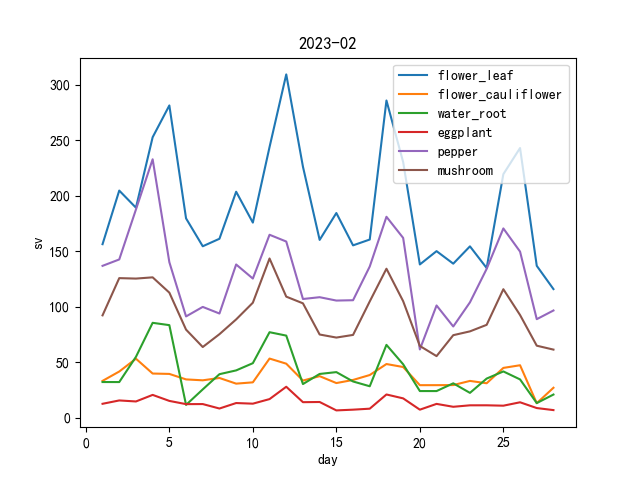 2023-02
300
250
200
150
100
50
0
sv
flower_leaf
flower_cauliflower
water_root
eggplant
pepper
mushroom
0 5 10 15 20 25
day